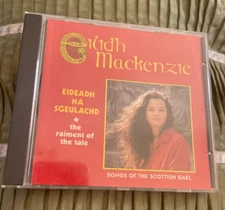 Eilidh
Mackenzie
EIDEADH
NA
SGEULACHD
the
raiment of
the tale
SONGS OF THE SCOTTISH GAEL